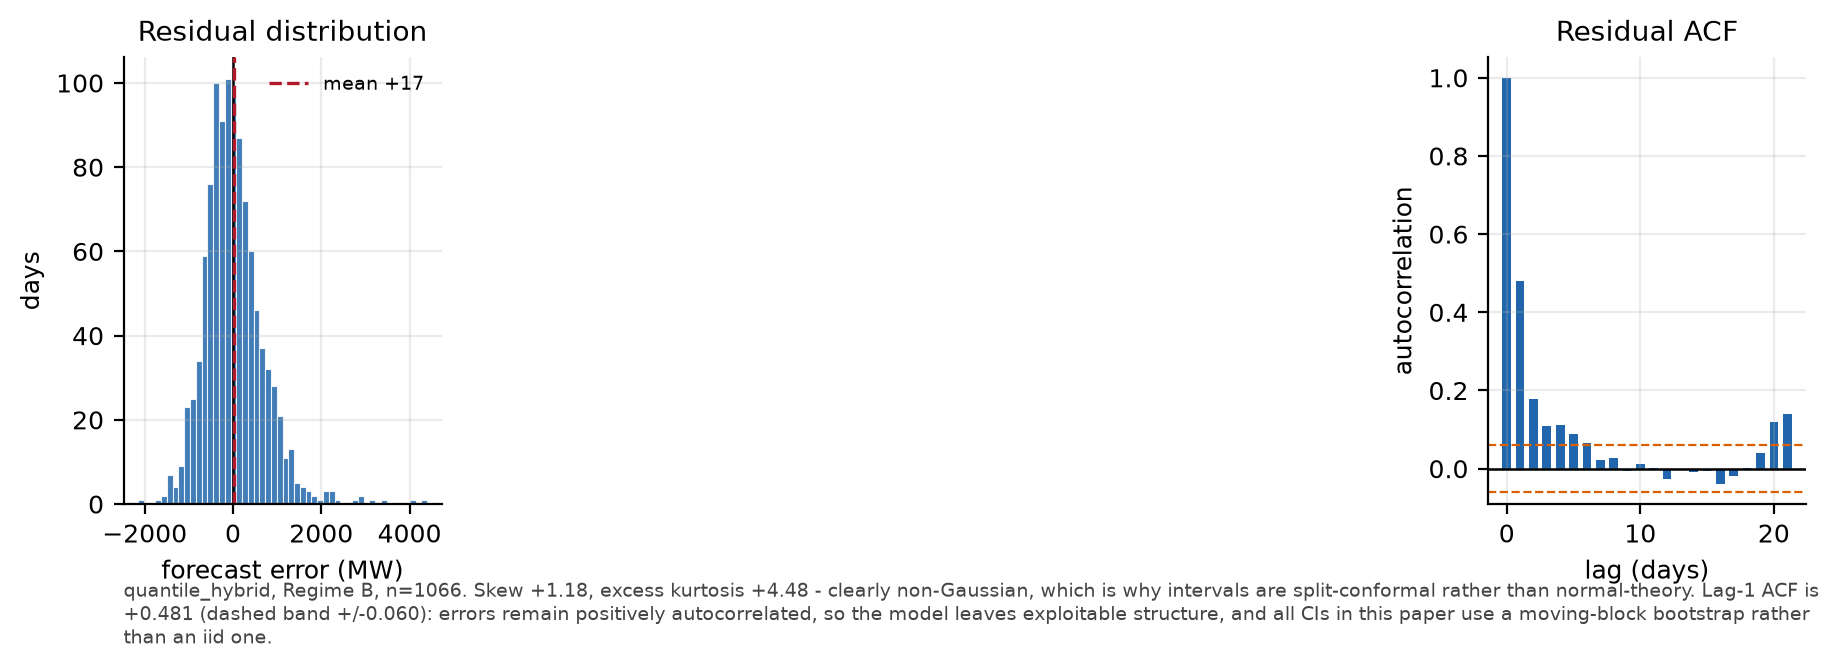 Residual distribution
Residual ACF
100
80
60
40
20
0
days
mean +17
−2000
0
2000
4000
forecast error (MW)
1.0
0.8
0.6
0.4
0.2
0.0
autocorrelation
0
10
20
lag (days)
quantile_hybrid, Regime B, n=1066. Skew +1.18, excess kurtosis +4.48 - clearly non-Gaussian, which is why intervals are split-conformal rather than normal-theory. Lag-1 ACF is
+0.481 (dashed band +/-0.060): errors remain positively autocorrelated, so the model leaves exploitable structure, and all CIs in this paper use a moving-block bootstrap rather
than an iid one.